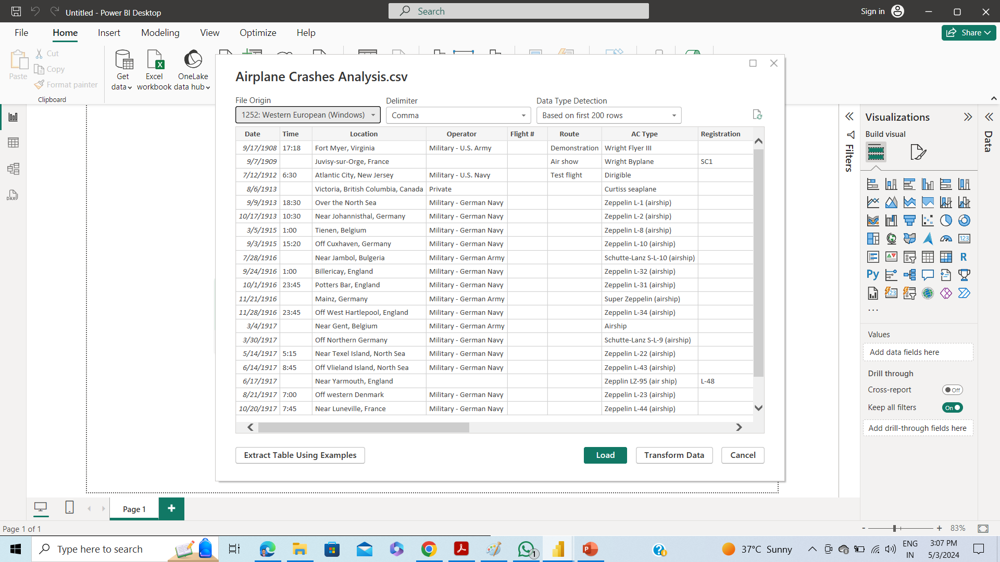 Untitled - Power BI Desktop
Search
Sign in
File Home Insert Modeling View Optimize Help
Share
Paste
Cut
Copy
Format painter
Clipboard
Get data
Excel workbook
OneLake data hub
Airplane Crashes Analysis.csv
File Origin
1252: Western European (Windows)
Delimiter
Comma
Data Type Detection
Based on first 200 rows
Date Time Location Operator Flight # Route AC Type Registration
9/17/1908 17:18 Fort Myer, Virginia Military - U.S. Army Demonstration Wright Flyer III
9/7/1909 Juvisy-sur-Orge, France Air show Wright Byplane SC1
7/12/1912 6:30 Atlantic City, New Jersey Military - U.S. Navy Test flight Dirigible
8/6/1913 Victoria, British Columbia, Canada Private Curtiss seaplane
9/9/1913 18:30 Over the North Sea Military - German Navy Zeppelin L-1 (airship)
10/17/1913 10:30 Near Johannisthal, Germany Military - German Navy Zeppelin L-2 (airship)
3/5/1915 1:00 Tienen, Belgium Military - German Navy Zeppelin L-8 (airship)
9/3/1915 15:20 Off Cuxhaven, Germany Military - German Navy Zeppelin L-10 (airship)
7/28/1916 Near Jambol, Bulgeria Military - German Army Schutte-Lanz S-L-10 (airship)
9/24/1916 1:00 Billericay, England Military - German Navy Zeppelin L-32 (airship)
10/1/1916 23:45 Potters Bar, England Military - German Navy Zeppelin L-31 (airship)
11/21/1916 Mainz, Germany Military - German Army Super Zeppelin (airship)
11/28/1916 23:45 Off West Hartlepool, England Military - German Navy Zeppelin L-34 (airship)
3/4/1917 Near Gent, Belgium Military - German Army Airship
3/30/1917 Off Northern Germany Military - German Navy Schutte-Lanz S-L-9 (airship)
5/14/1917 5:15 Near Texel Island, North Sea Military - German Navy Zeppelin L-22 (airship)
6/14/1917 8:45 Off Vlieland Island, North Sea Military - German Navy Zeppelin L-43 (airship)
6/17/1917 Near Yarmouth, England Zepplin LZ-95 (air ship) L-48
8/21/1917 7:00 Off western Denmark Military - German Navy Zeppelin L-23 (airship)
10/20/1917 7:45 Near Luneville, France Military - German Navy Zeppelin L-44 (airship)
Extract Table Using Examples
Load
Transform Data
Cancel
Filters
Visualizations
Build visual
123
R
Py
123
...
Values
Add data fields here
Drill through
Cross-report
Off
Keep all filters
On
Add drill-through fields here
Data
DAX
Page 1
+
Page 1 of 1
- + 83%
Type here to search
1
37°C Sunny
ENG
IN
3:07 PM
5/3/2024